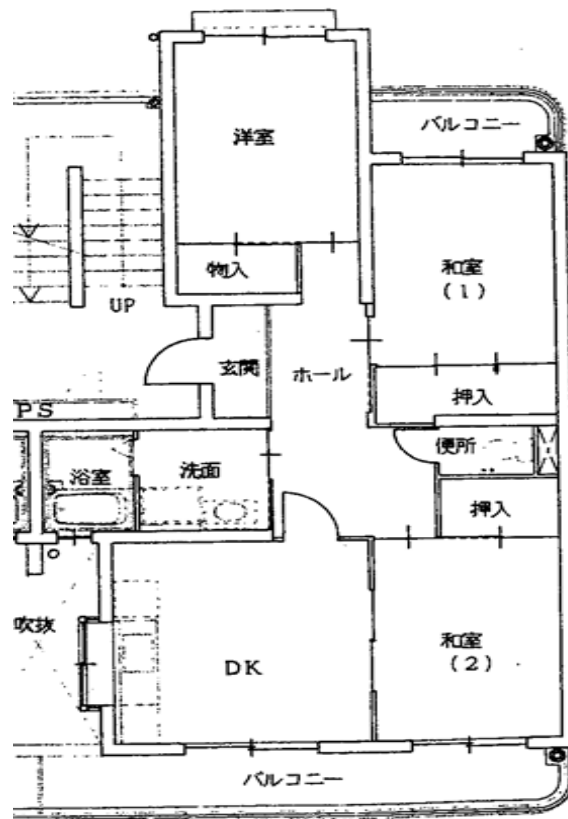 バルコニー
洋室
和室
(1)
物入
UP
玄関
ホール
押入
PS
便所
浴室
洗面
押入
吹抜
DK
和室
(2)
バルコニー